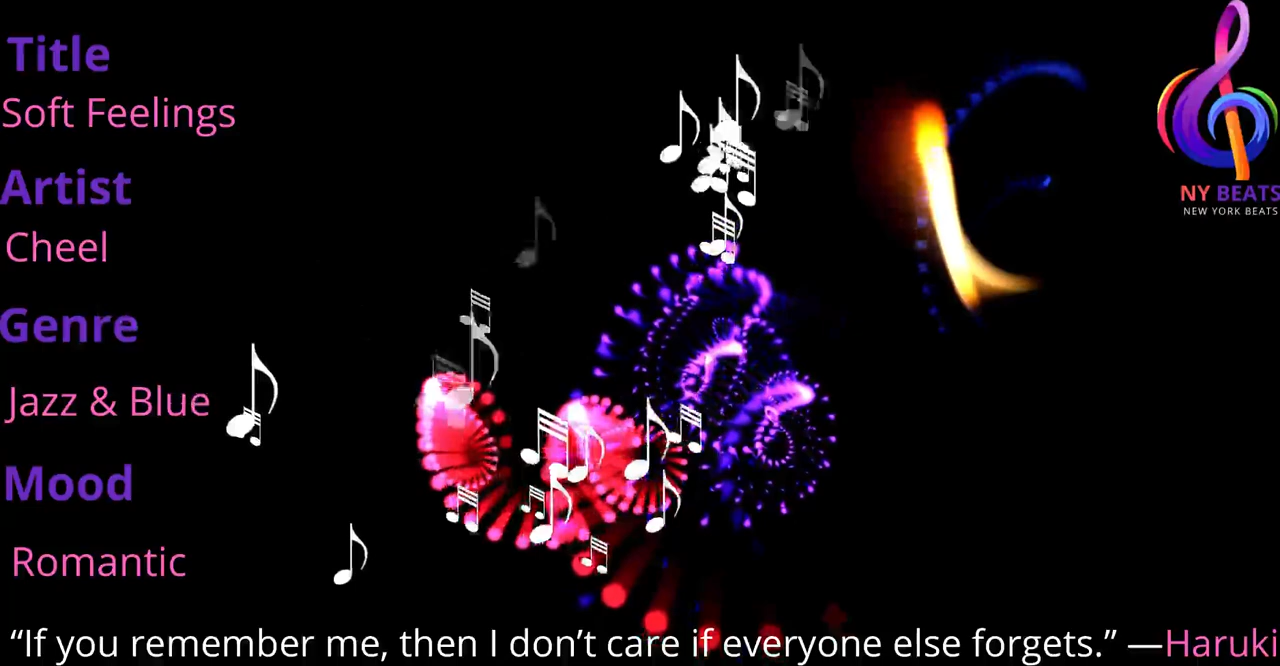 Title
Soft Feelings
Artist
Cheel
Genre
Jazz & Blue
Mood
Romantic
NY BEATS
NEW YORK BEATS
“If you remember me, then I don’t care if everyone else forgets.” —Haruki